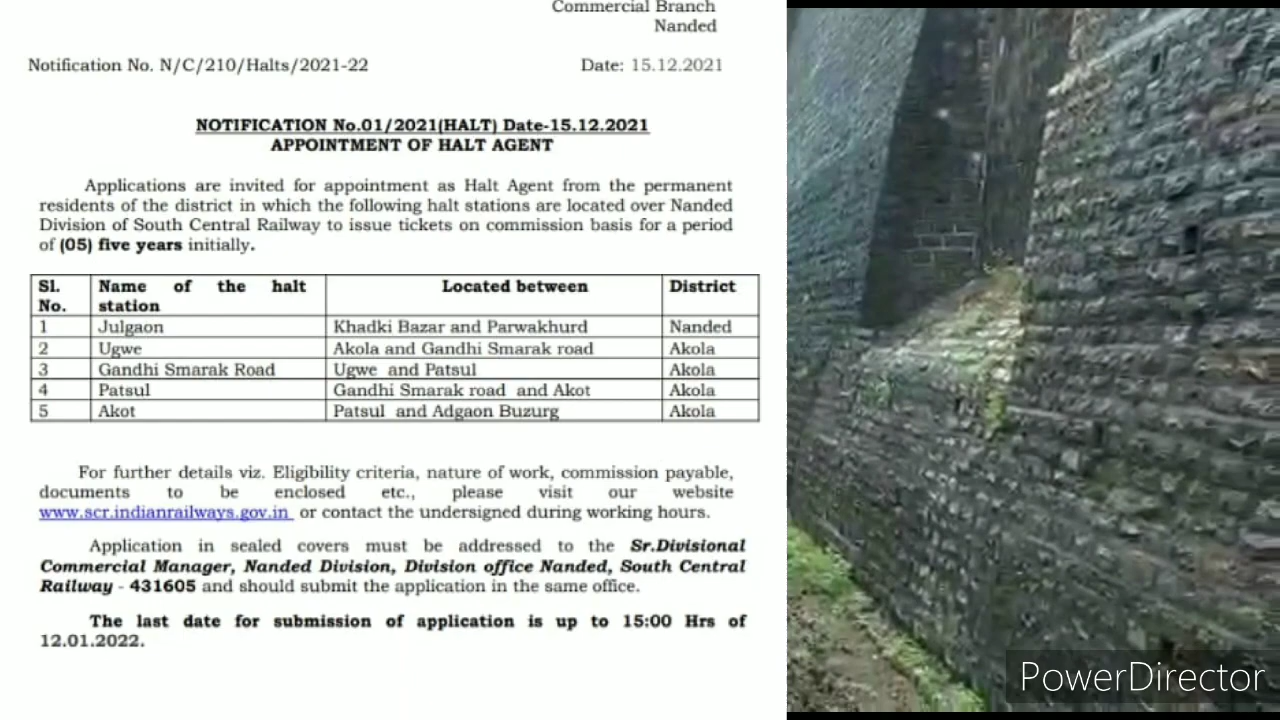 Commercial Branch
Nanded
Notification No. N/C/210/Halts/2021-22 Date: 15.12.2021
NOTIFICATION No.01/2021(HALT) Date-15.12.2021
APPOINTMENT OF HALT AGENT
Applications are invited for appointment as Halt Agent from the permanent
residents of the district in which the following halt stations are located over Nanded
Division of South Central Railway to issue tickets on commission basis for a period
of (05) five years initially.
Sl. No. Name of the halt station Located between District
1 Julgaon Khadki Bazar and Parwakhurd Nanded
2 Ugwe Akola and Gandhi Smarak road Akola
3 Gandhi Smarak Road Ugwe and Patsul Akola
4 Patsul Gandhi Smarak road and Akot Akola
5 Akot Patsul and Adgaon Buzurg Akola
For further details viz. Eligibility criteria, nature of work, commission payable,
documents to be enclosed etc., please visit our website
www.scr.indianrailways.gov.in or contact the undersigned during working hours.
Application in sealed covers must be addressed to the Sr.Divisional
Commercial Manager, Nanded Division, Division office Nanded, South Central
Railway - 431605 and should submit the application in the same office.
The last date for submission of application is up to 15:00 Hrs of
12.01.2022.
PowerDirector